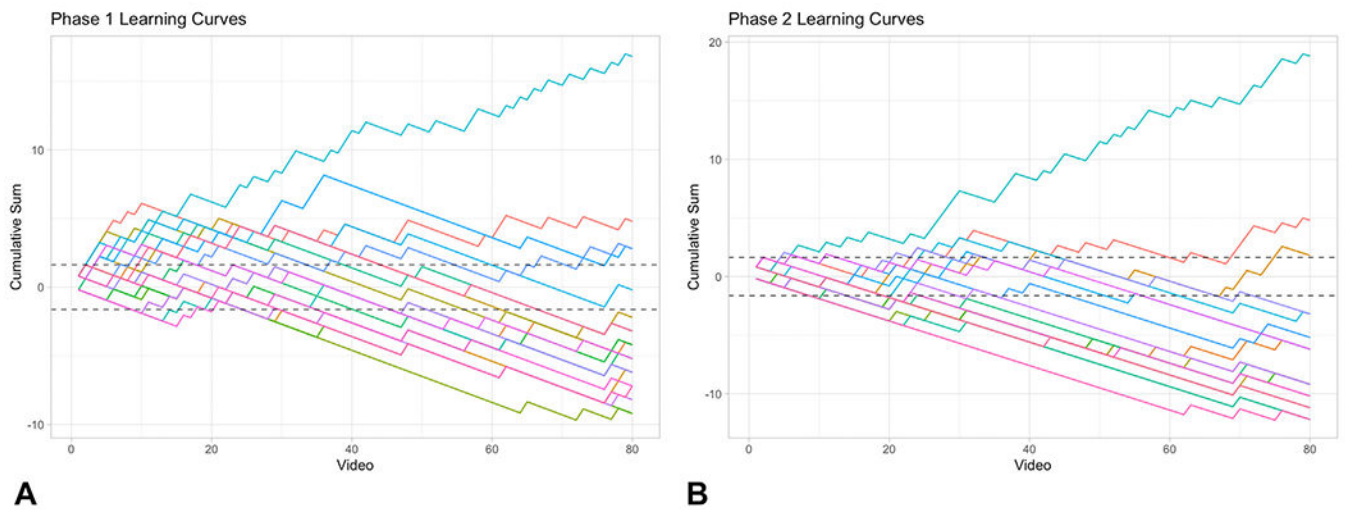 Phase 1 Learning Curves
Cumulative Sum
10
0
-10
0 20 40 60 80
Video
A
Phase 2 Learning Curves
Cumulative Sum
20
10
0
-10
0 20 40 60 80
Video
B